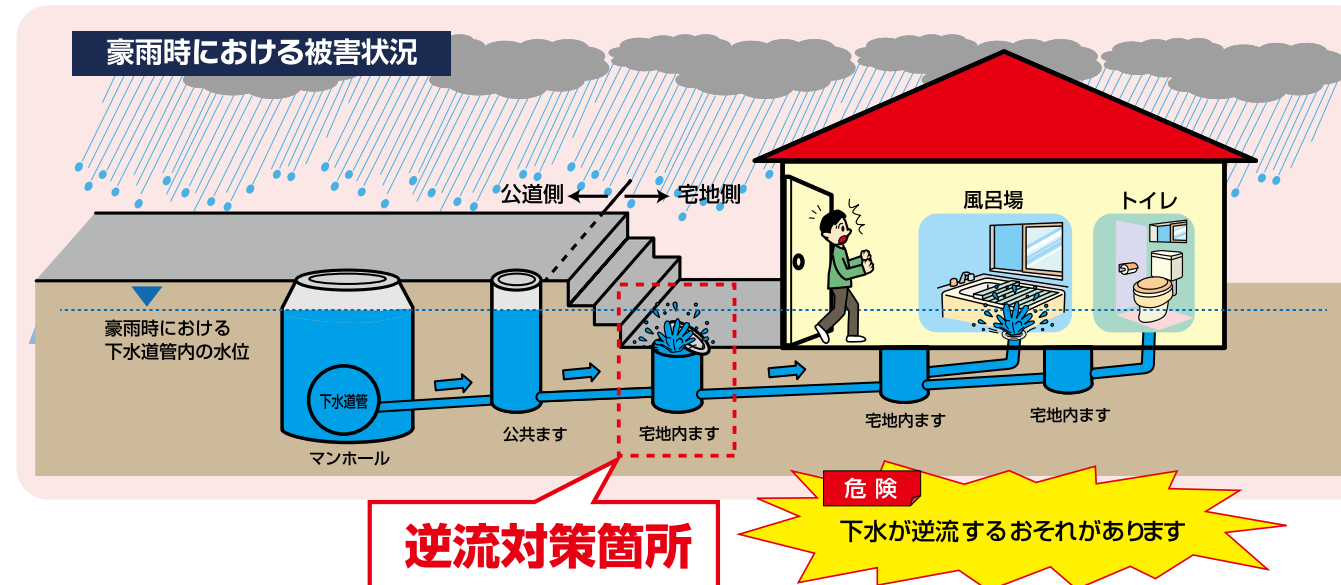 豪雨時における被害状況
公道側
宅地側
風呂場
トイレ
豪雨時における
下水道管内の水位
下水道管
マンホール
公共ます
宅地内ます
宅地内ます
宅地内ます
逆流対策箇所
危険
下水が逆流するおそれがあります